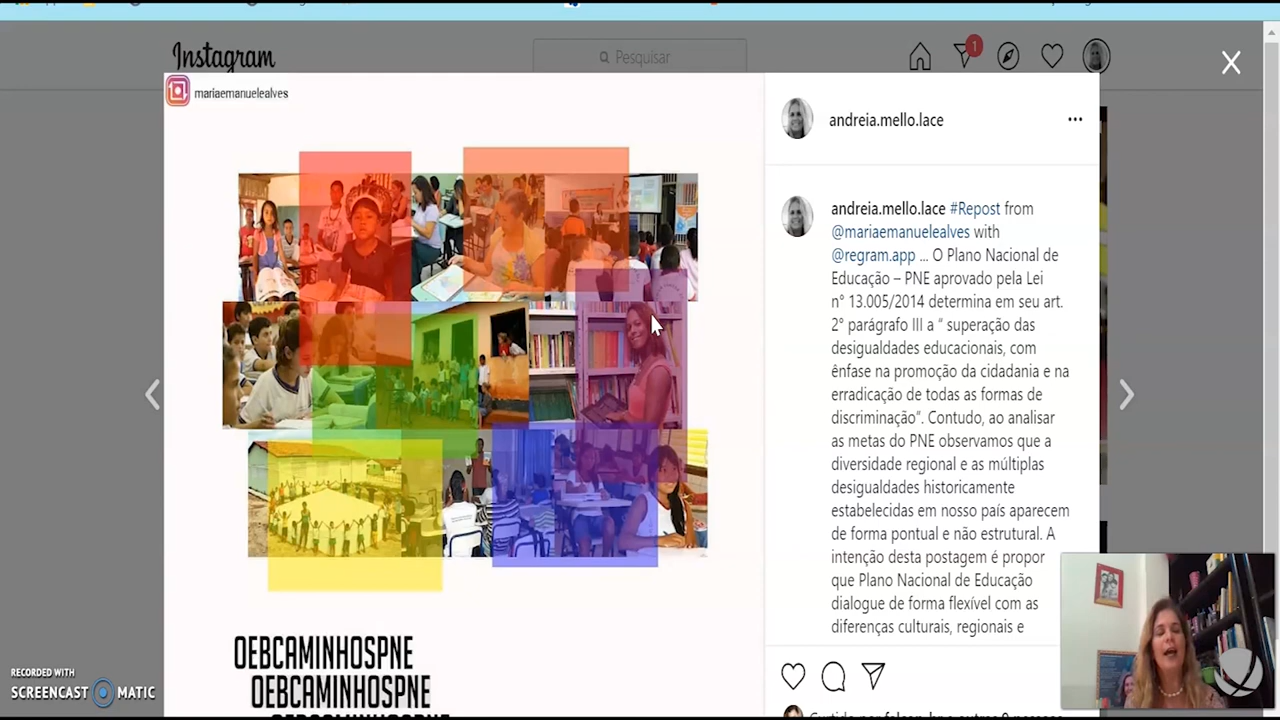 Instagram
Pesquisar
1
mariaemanuelealves
andreia.mello.lace
andreia.mello.lace #Repost from
@mariaemanuelealves with
@regram.app ... O Plano Nacional de
Educação – PNE aprovado pela Lei
n° 13.005/2014 determina em seu art.
2° parágrafo III a “ superação das
desigualdades educacionais, com
ênfase na promoção da cidadania e na
erradicação de todas as formas de
discriminação”. Contudo, ao analisar
as metas do PNE observamos que a
diversidade regional e as múltiplas
desigualdades historicamente
estabelecidas em nosso país aparecem
de forma pontual e não estrutural. A
intenção desta postagem é propor
que Plano Nacional de Educação
dialogue de forma flexível com as
diferenças culturais, regionais e
OEBCAMINHOSPNE
OEBCAMINHOSPNE
OEBCAMINHOSPNE
RECORDED WITH
SCREENCAST MATIC